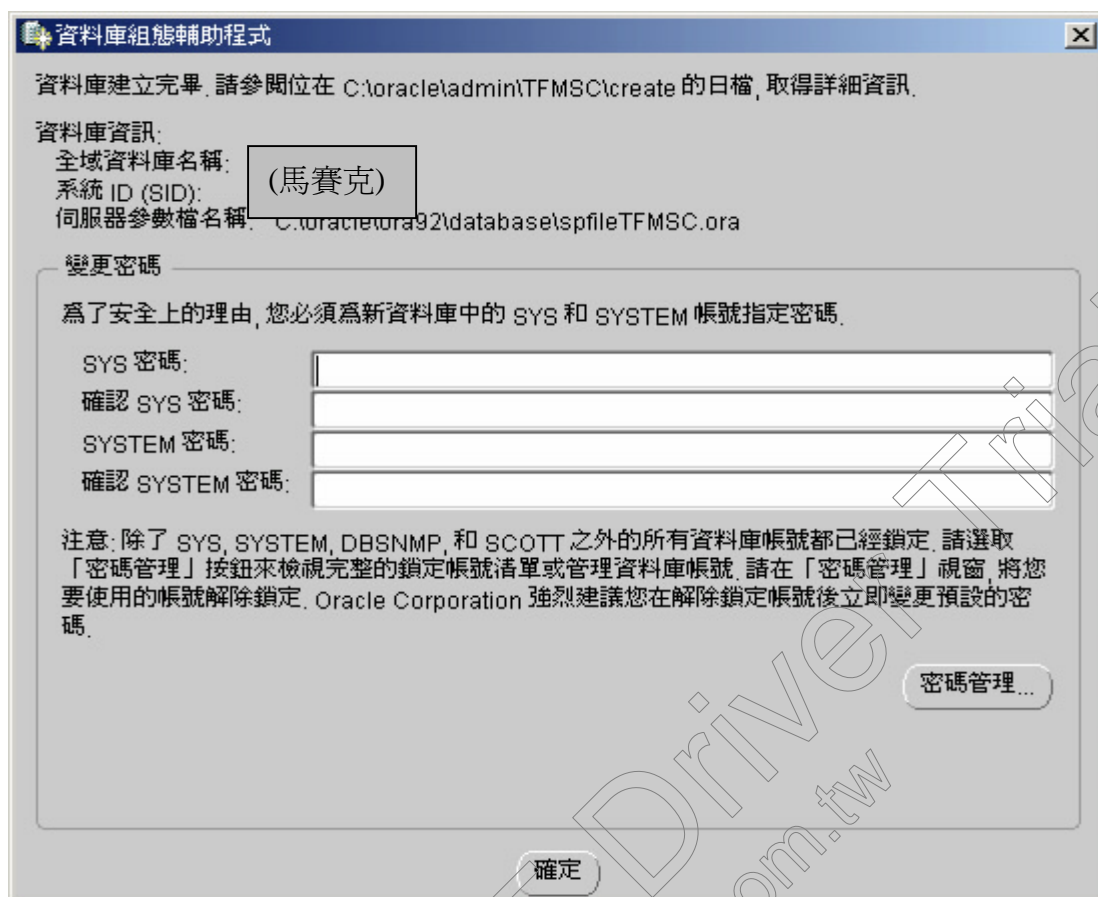 資料庫組態輔助程式
資料庫建立完畢. 請參閱位在 C:\oracle\admin\TFMSC\create 的日檔, 取得詳細資訊.
資料庫資訊:
全域資料庫名稱:
(馬賽克)
系統 ID (SID):
伺服器參數檔名稱: C:\oracle\ora92\database\spfileTFMSC.ora
變更密碼
為了安全上的理由, 您必須為新資料庫中的 SYS 和 SYSTEM 帳號指定密碼.
SYS 密碼:
確認 SYS 密碼:
SYSTEM 密碼:
確認 SYSTEM 密碼:
注意: 除了 SYS, SYSTEM, DBSNMP, 和 SCOTT 之外的所有資料庫帳號都已經鎖定. 請選取
「密碼管理」按鈕來檢視完整的鎖定帳號清單或管理資料庫帳號. 請在「密碼管理」視窗, 將您
要使用的帳號解除鎖定. Oracle Corporation 強烈建議您在解除鎖定帳號後立即變更預設的密
碼.
密碼管理...
確定
Driver Tria
om.tw